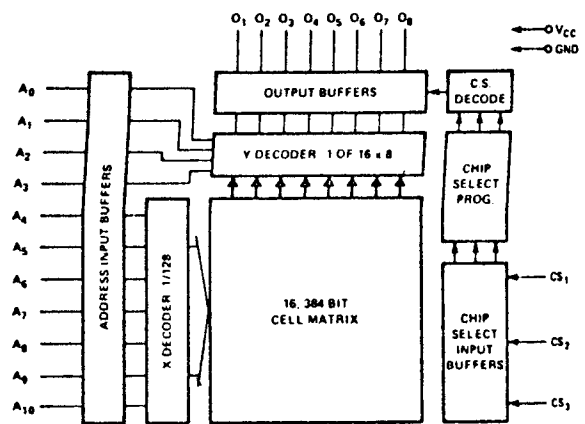 O1 O2 O3 O4 O5 O6 O7 O8
VCC
GND
OUTPUT BUFFERS
C.S. DECODE
A0
A1
A2
A3
A4
A5
A6
A7
A8
A9
A10
ADDRESS INPUT BUFFERS
Y DECODER 1 OF 16 x 8
CHIP
SELECT
PROG.
X DECODER 1/128
16, 384 BIT
CELL MATRIX
CHIP
SELECT
INPUT
BUFFERS
CS1
CS2
CS3